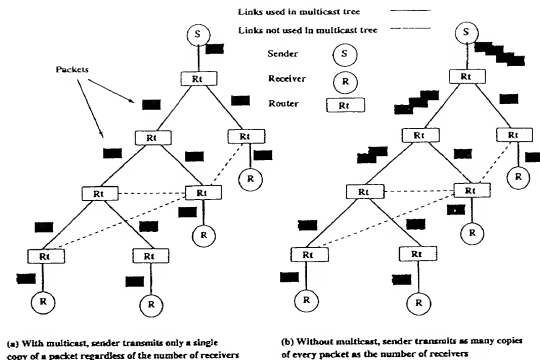 Links used in multicast tree
Links not used in multicast tree
Sender S
Receiver R
Router Rt
Packets
S
Rt
Rt
Rt
R
Rt
Rt
R
Rt
Rt
R
R
S
Rt
Rt
Rt
R
Rt
Rt
R
Rt
Rt
R
R
(a) With multicast, sender transmits only a single
copy of a packet regardless of the number of receivers
(b) Without multicast, sender transmits as many copies
of every packet as the number of receivers